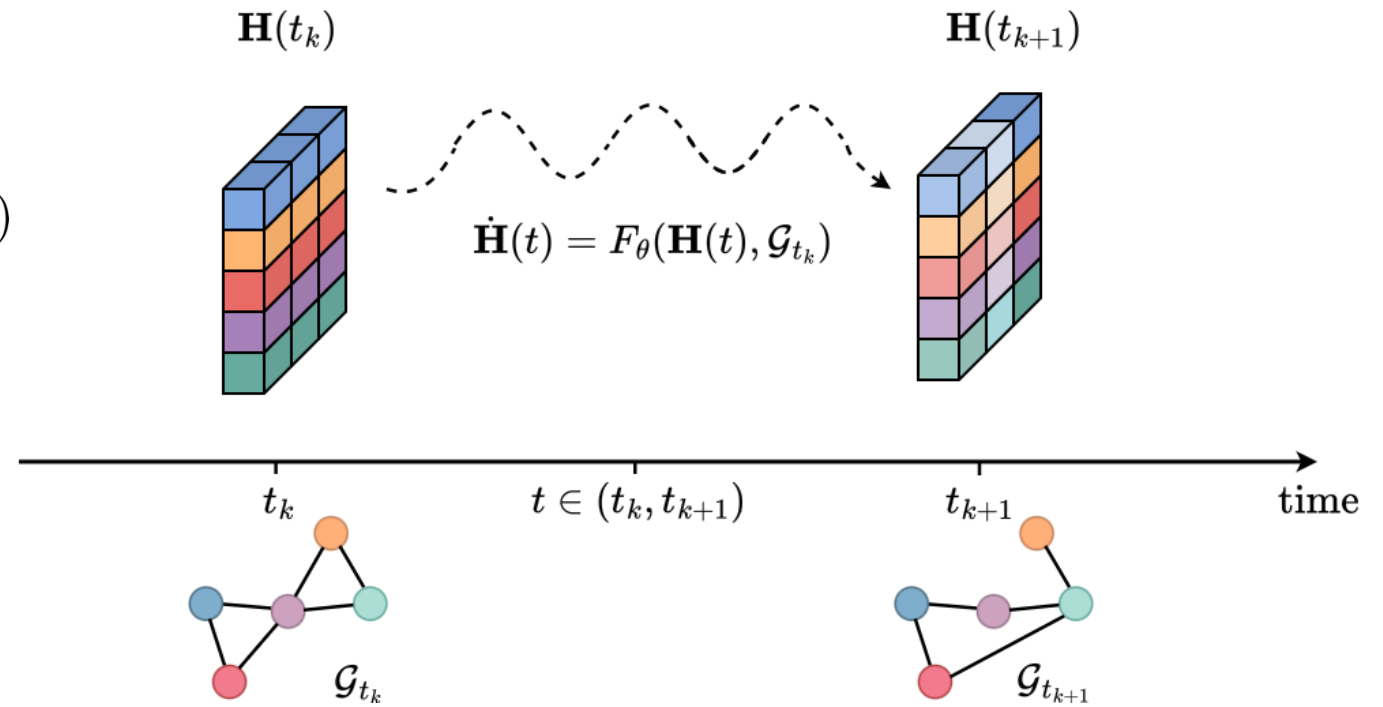 H(t_k)
H(t_{k+1})
)
Ḣ(t) = F_θ(H(t), 𝒢_{t_k})
t_k
t ∈ (t_k, t_{k+1})
t_{k+1}
time
𝒢_{t_k}
𝒢_{t_{k+1}}